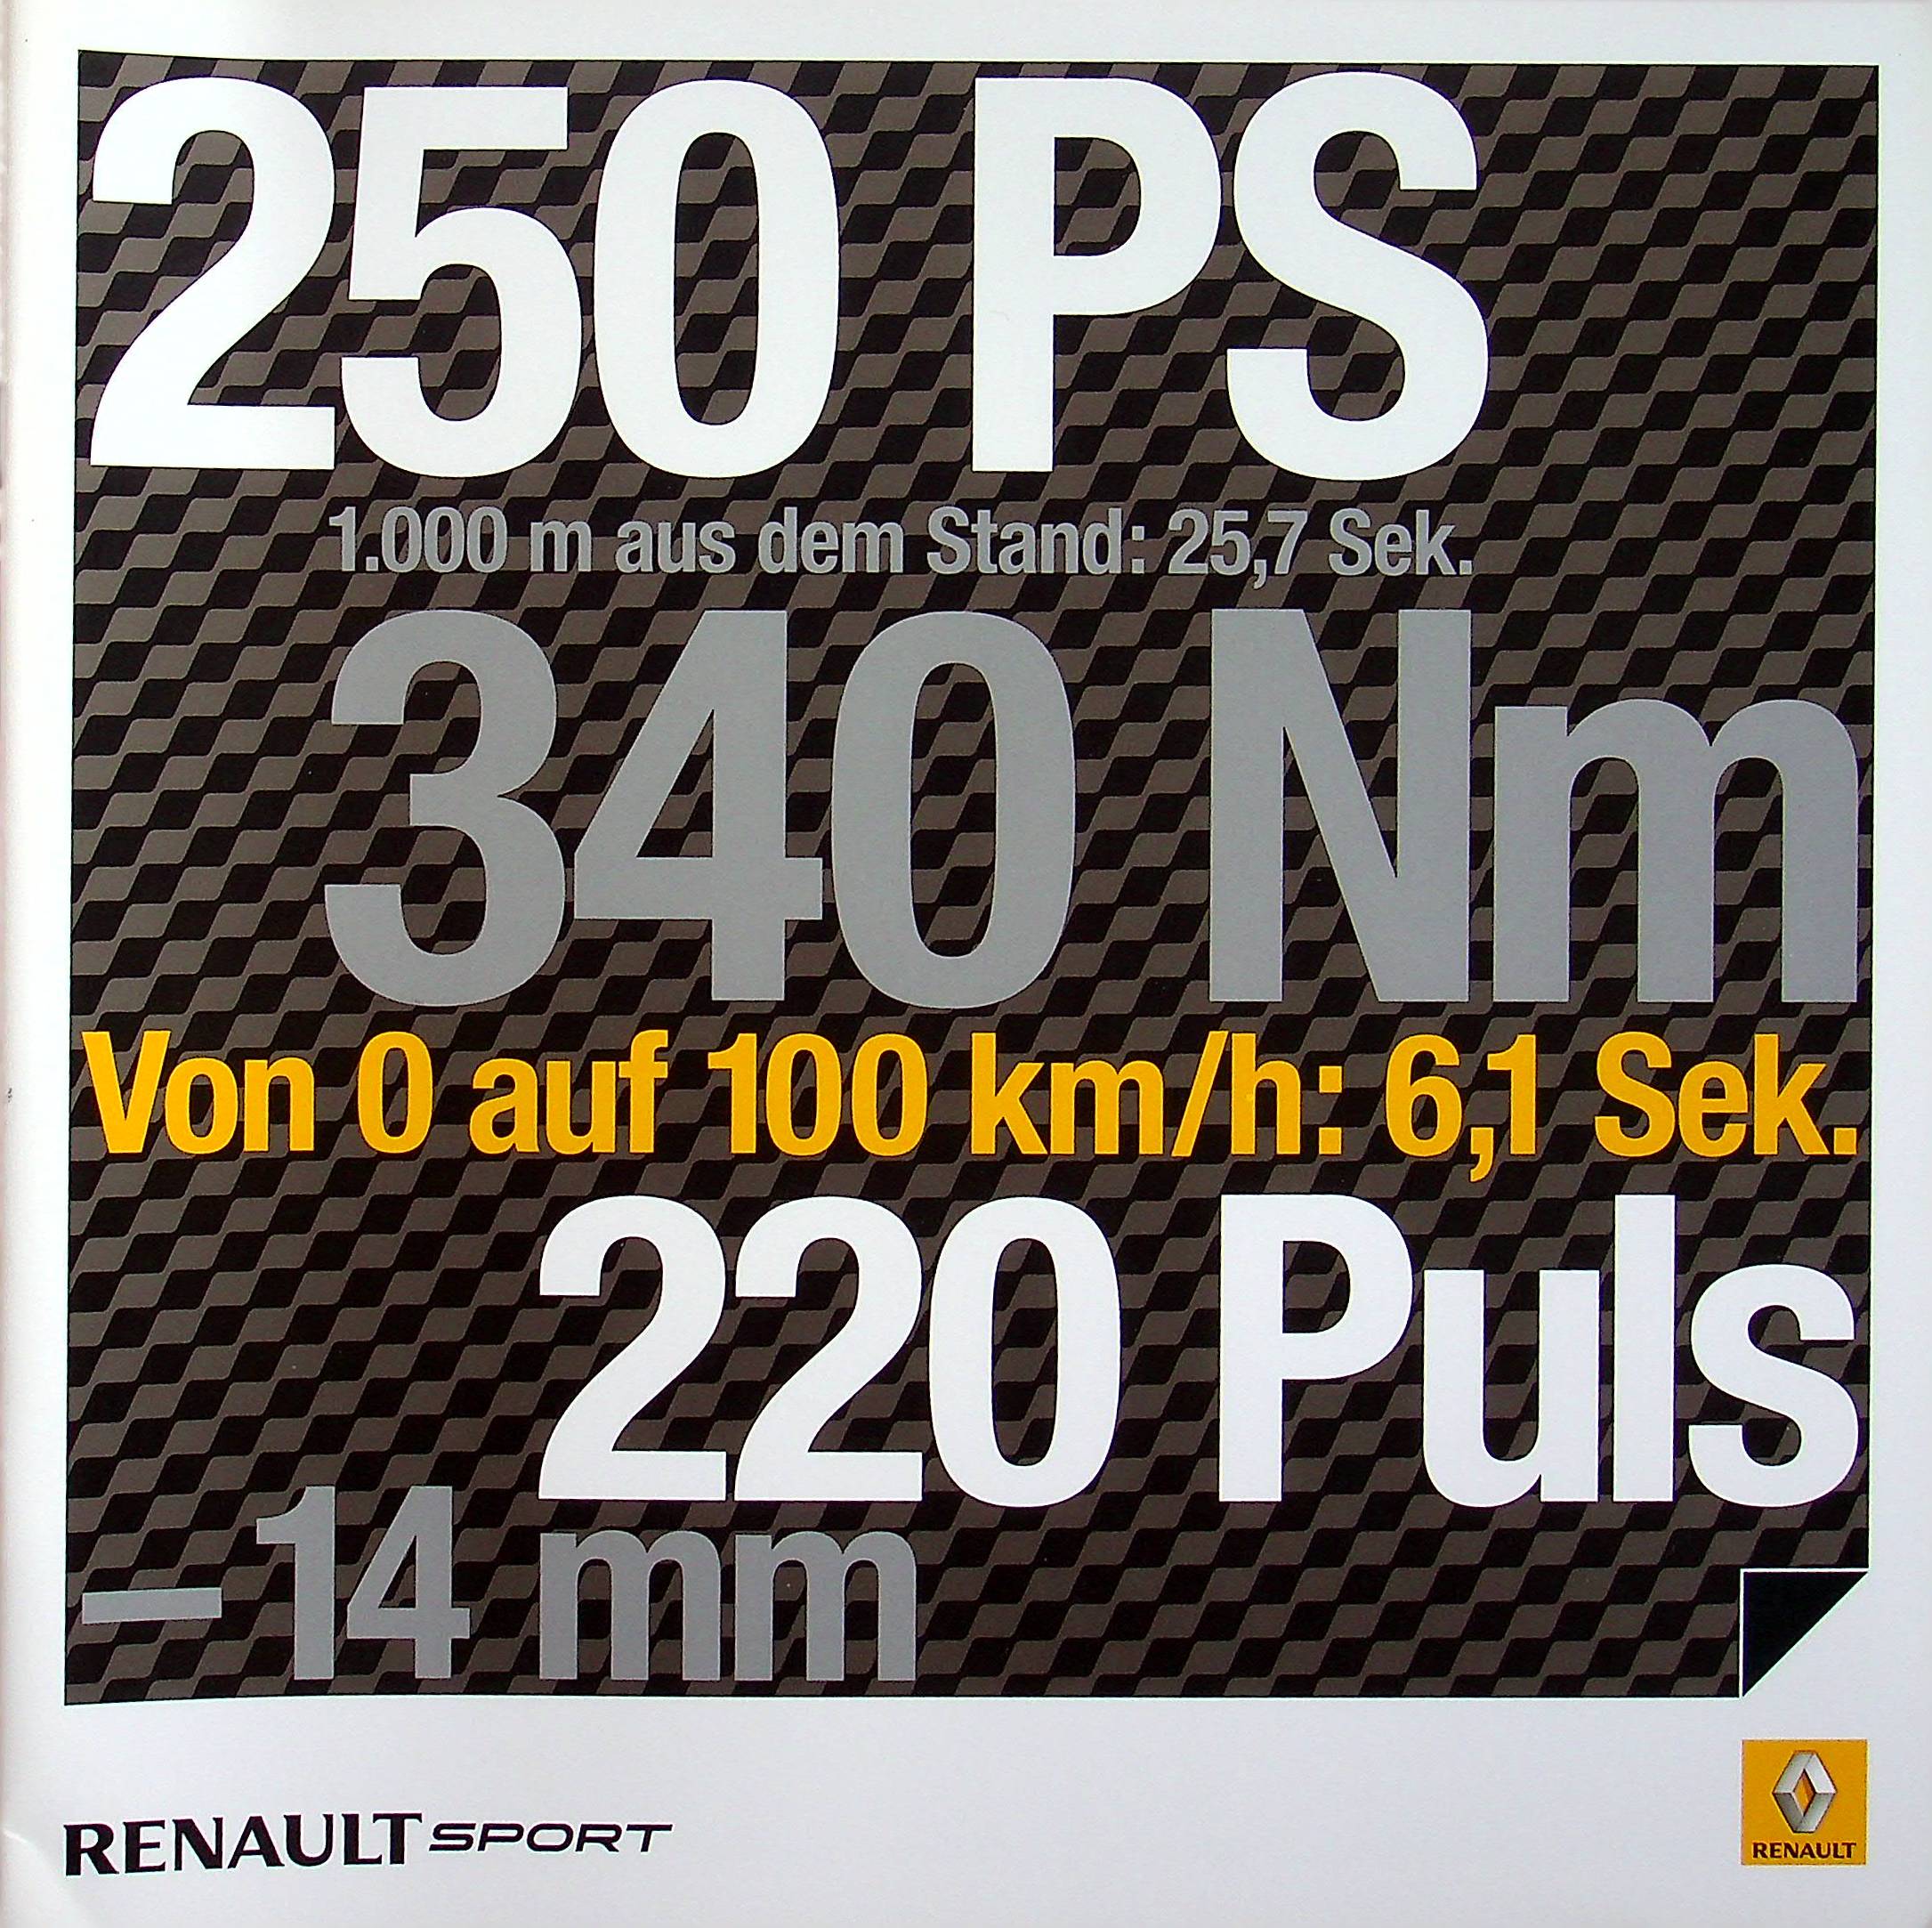 250 PS
1.000 m aus dem Stand: 25,7 Sek.
340 Nm
Von 0 auf 100 km/h: 6,1 Sek.
220 Puls
–14 mm
RENAULT SPORT
RENAULT